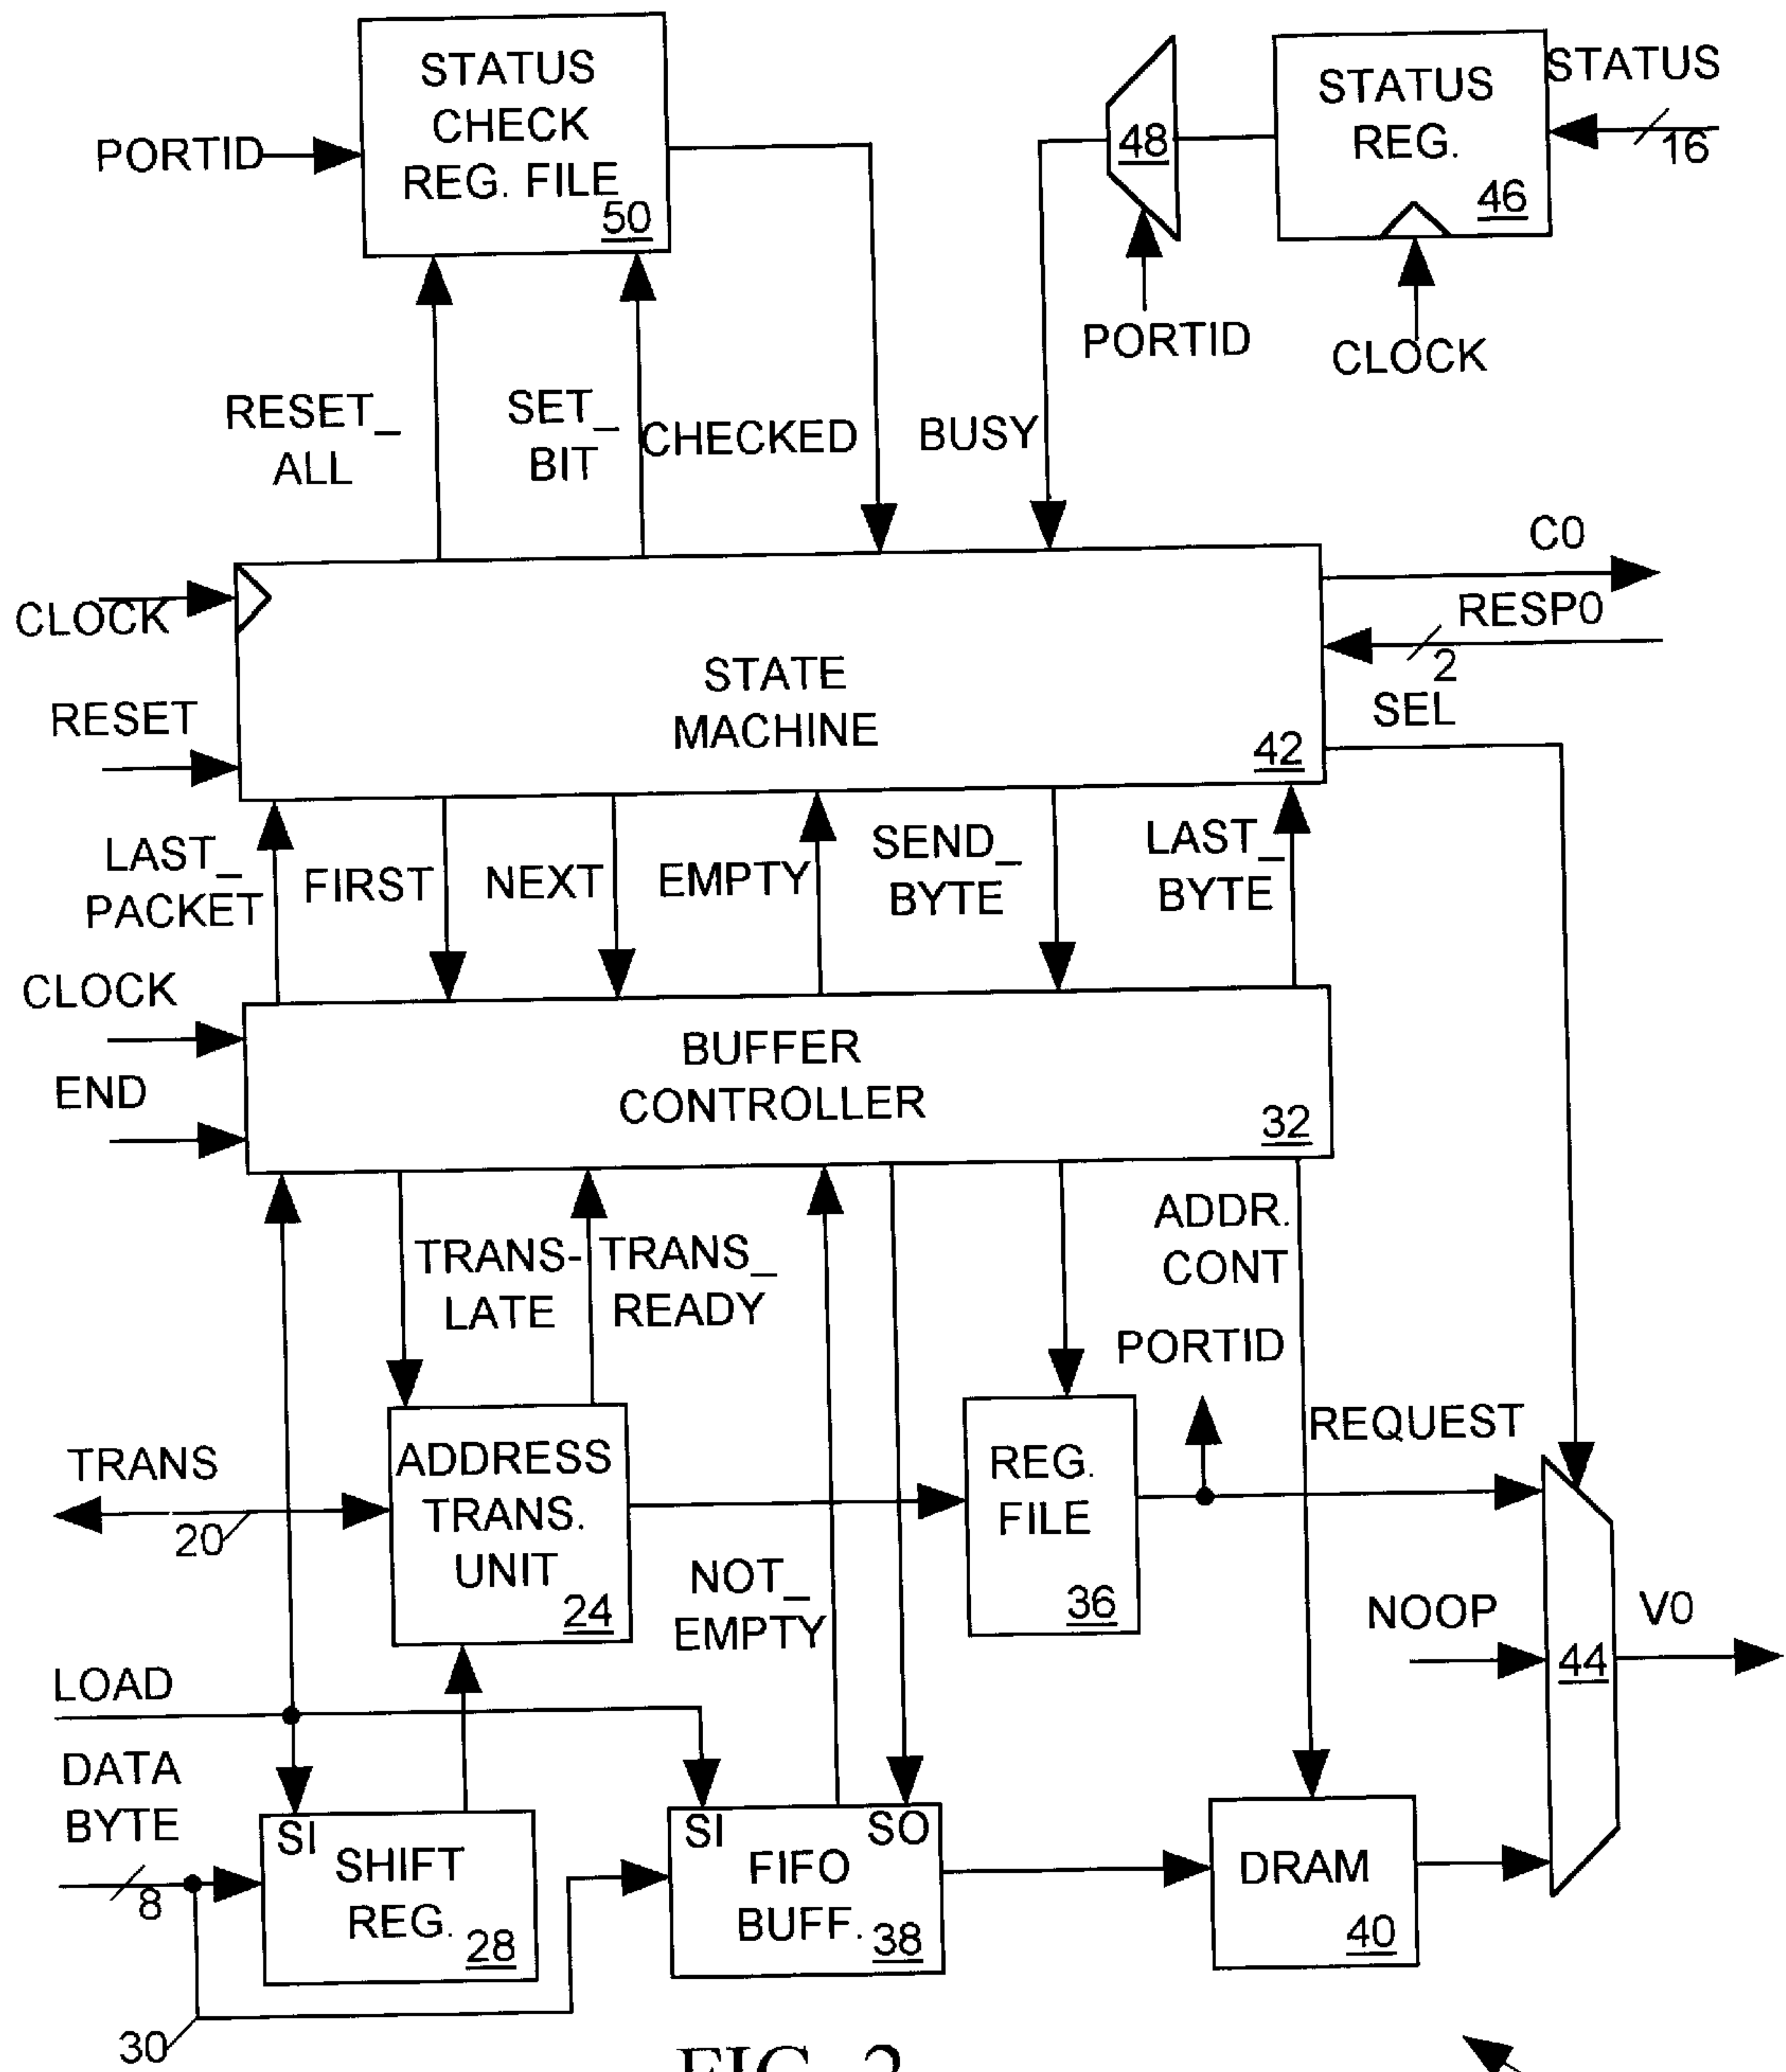 STATUS
CHECK
REG. FILE
50
PORTID
48
STATUS
REG.
46
STATUS
16
PORTID
CLOCK
RESET_
ALL
SET_
BIT
CHECKED
BUSY
C0
RESP0
2
SEL
CLOCK
RESET
STATE
MACHINE
42
LAST_
PACKET
FIRST
NEXT
EMPTY
SEND_
BYTE
LAST_
BYTE
CLOCK
END
BUFFER
CONTROLLER
32
TRANS-
LATE
TRANS_
READY
ADDR.
CONT
PORTID
REQUEST
TRANS
20
ADDRESS
TRANS.
UNIT
24
REG.
FILE
36
NOT_
EMPTY
NOOP
44
V0
LOAD
DATA
BYTE
8
SI
SHIFT
REG.
28
SI
SO
FIFO
BUFF.
38
DRAM
40
30
FIG. 2